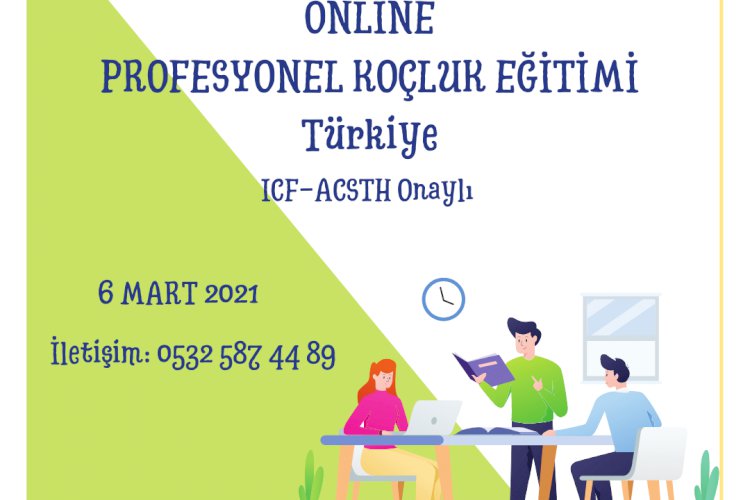 ONLINE
PROFESYONEL KOÇLUK EĞİTİMİ
Türkiye
ICF-ACSTH Onaylı
6 MART 2021
İletişim: 0532 587 44 89